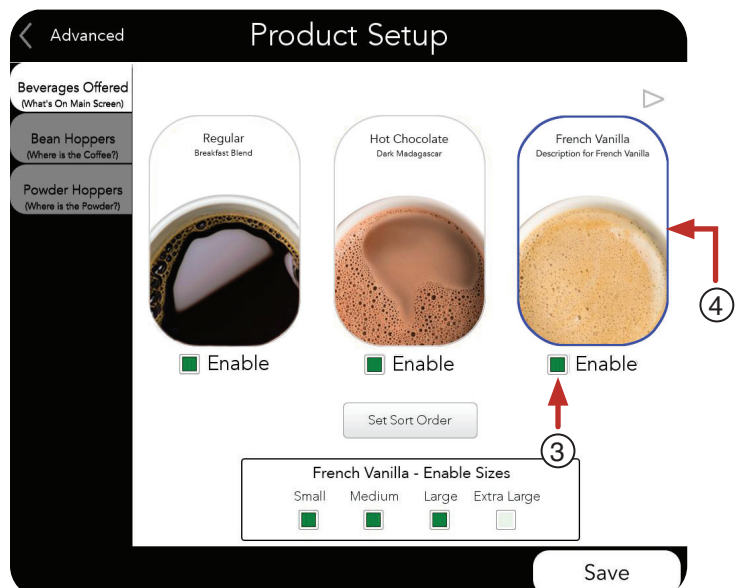 Advanced
Product Setup
Beverages Offered
(What's On Main Screen)
Bean Hoppers
(Where is the Coffee?)
Powder Hoppers
(Where is the Powder?)
Regular
Breakfast Blend
Hot Chocolate
Dark Madagascar
French Vanilla
Description for French Vanilla
4
Enable
Enable
Enable
Set Sort Order
3
French Vanilla - Enable Sizes
Small Medium Large Extra Large
Save